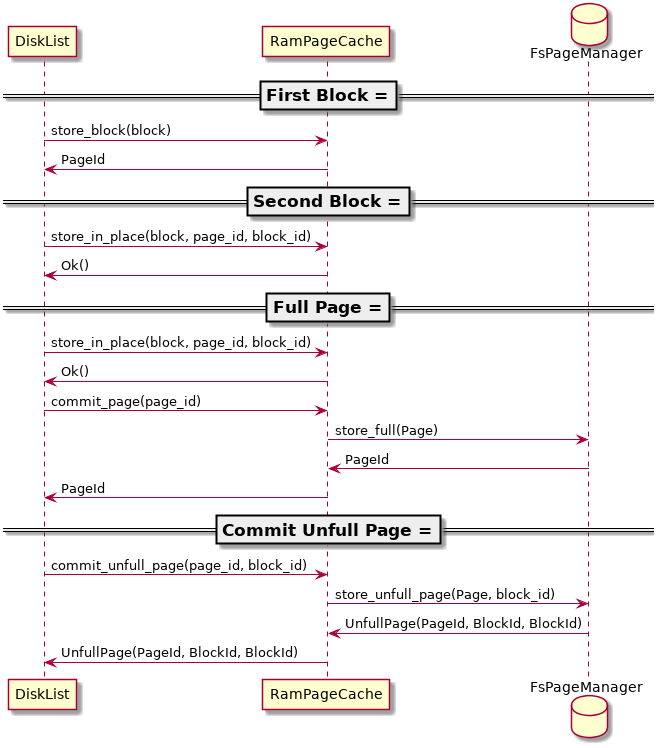 DiskList
RamPageCache
FsPageManager
First Block =
store_block(block)
PageId
Second Block =
store_in_place(block, page_id, block_id)
Ok()
Full Page =
store_in_place(block, page_id, block_id)
Ok()
commit_page(page_id)
store_full(Page)
PageId
PageId
Commit Unfull Page =
commit_unfull_page(page_id, block_id)
store_unfull_page(Page, block_id)
UnfullPage(PageId, BlockId, BlockId)
UnfullPage(PageId, BlockId, BlockId)
DiskList
RamPageCache
FsPageManager